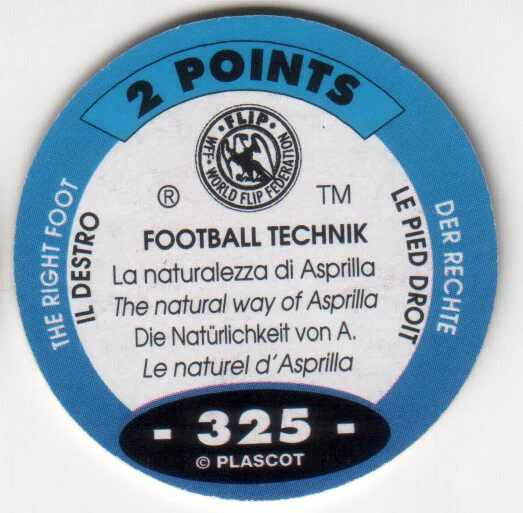 2 POINTS
• FLIP •
WFF - WORLD FLIP FEDERATION
® TM
THE RIGHT FOOT
IL DESTRO
LE PIED DROIT
DER RECHTE
FOOTBALL TECHNIK
La naturalezza di Asprilla
The natural way of Asprilla
Die Natürlichkeit von A.
Le naturel d'Asprilla
- 325 -
© PLASCOT